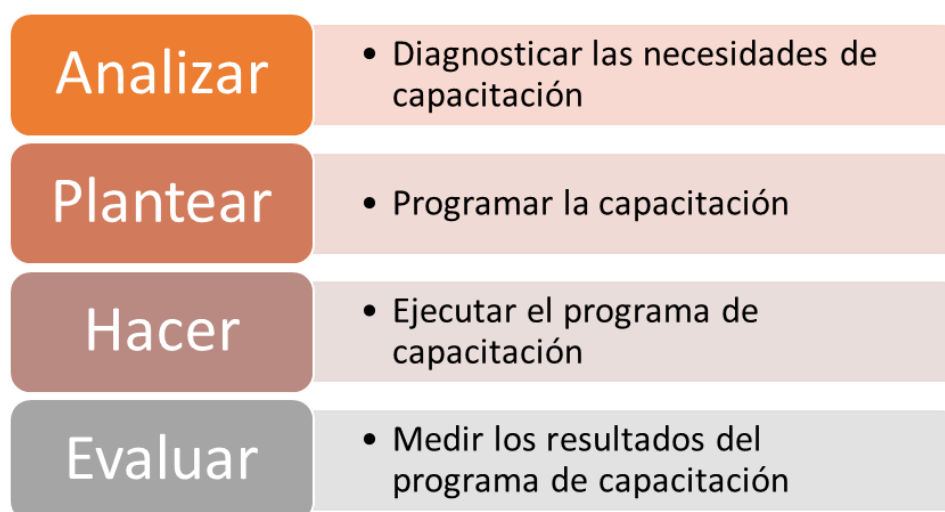 Analizar
• Diagnosticar las necesidades de
capacitación
Plantear
• Programar la capacitación
Hacer
• Ejecutar el programa de
capacitación
Evaluar
• Medir los resultados del
programa de capacitación